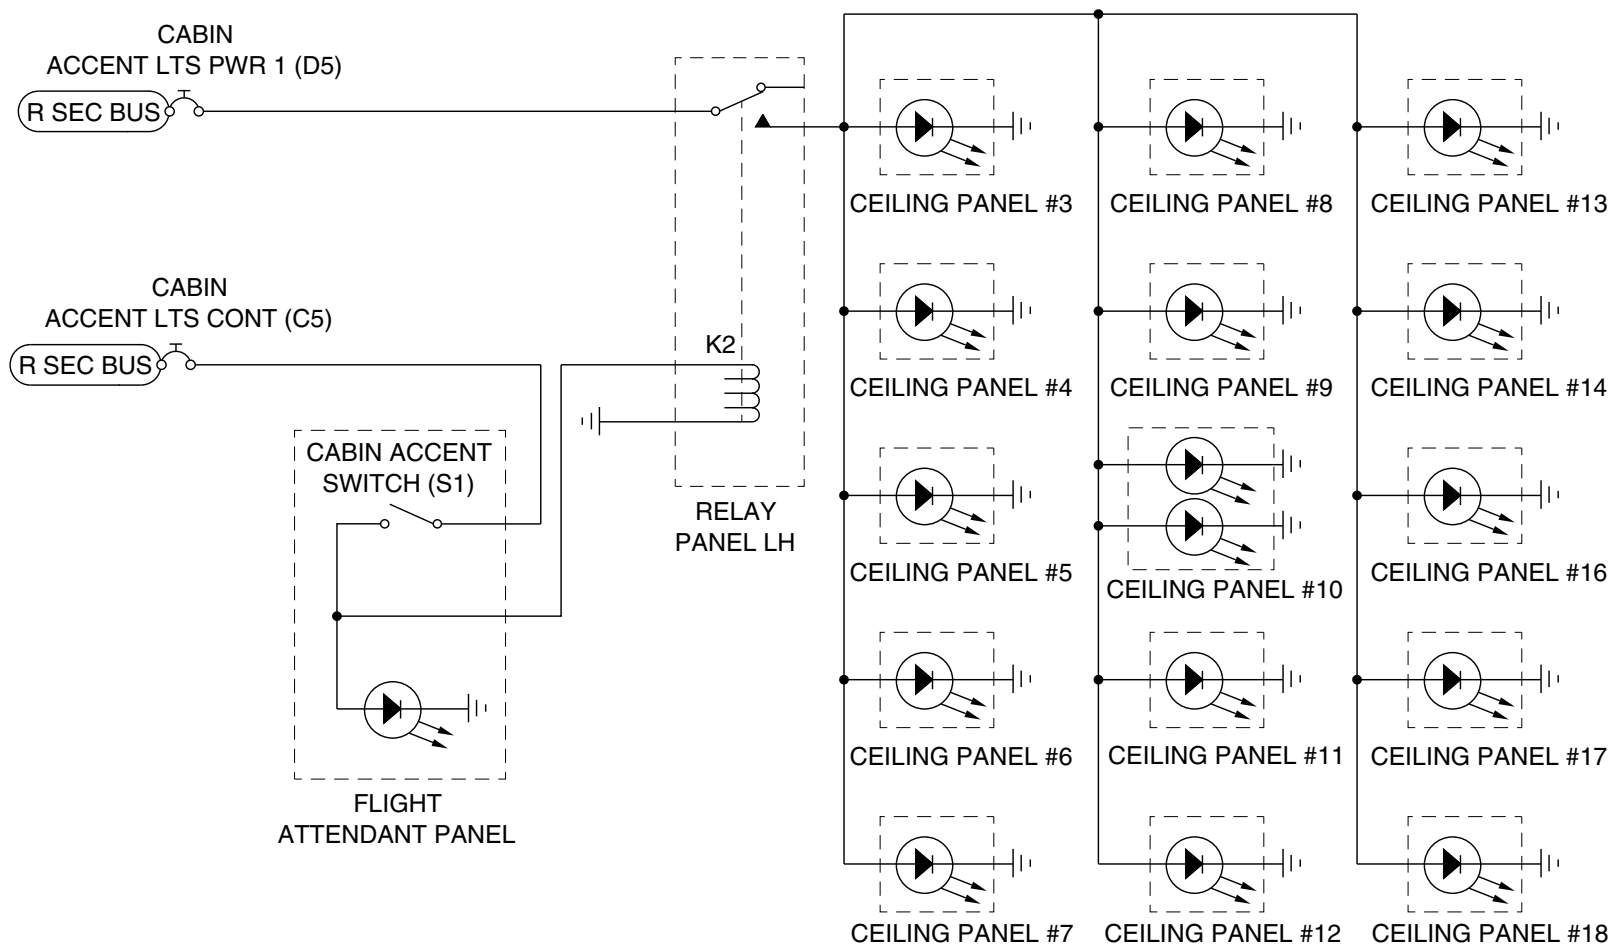 CABIN
ACCENT LTS PWR 1 (D5)
R SEC BUS
CABIN
ACCENT LTS CONT (C5)
R SEC BUS
CABIN ACCENT
SWITCH (S1)
FLIGHT
ATTENDANT PANEL
K2
RELAY
PANEL LH
CEILING PANEL #3
CEILING PANEL #8
CEILING PANEL #13
CEILING PANEL #4
CEILING PANEL #9
CEILING PANEL #14
CEILING PANEL #5
CEILING PANEL #10
CEILING PANEL #16
CEILING PANEL #6
CEILING PANEL #11
CEILING PANEL #17
CEILING PANEL #7
CEILING PANEL #12
CEILING PANEL #18